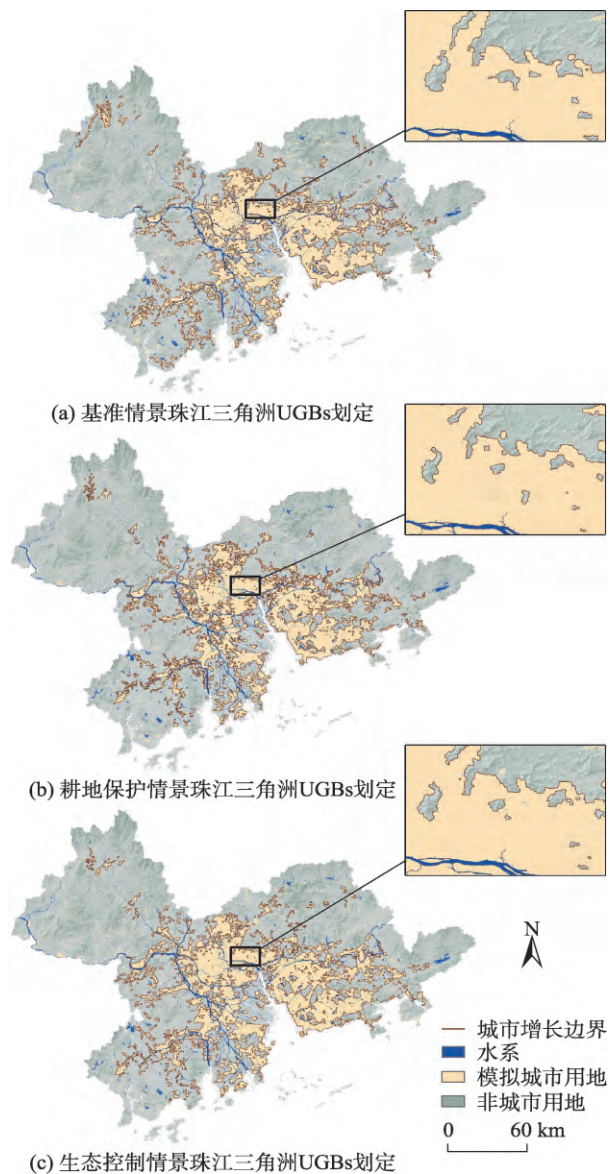 (a) 基准情景珠江三角洲UGBs划定
(b) 耕地保护情景珠江三角洲UGBs划定
N
城市增长边界
水系
模拟城市用地
非城市用地
0 60 km
(c) 生态控制情景珠江三角洲UGBs划定